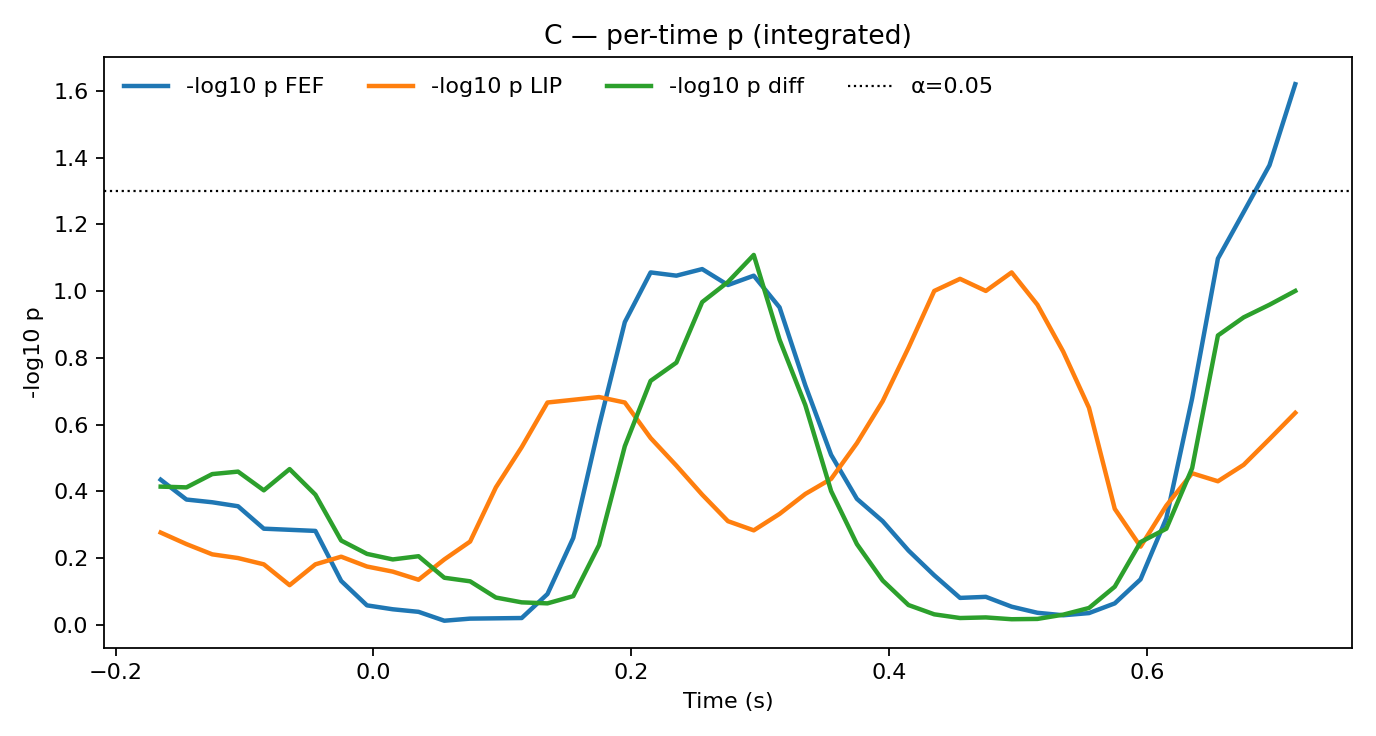 C — per-time p (integrated)
-log10 p FEF -log10 p LIP -log10 p diff α=0.05
1.6
1.4
1.2
1.0
0.8
0.6
0.4
0.2
0.0
-log10 p
−0.2 0.0 0.2 0.4 0.6
Time (s)